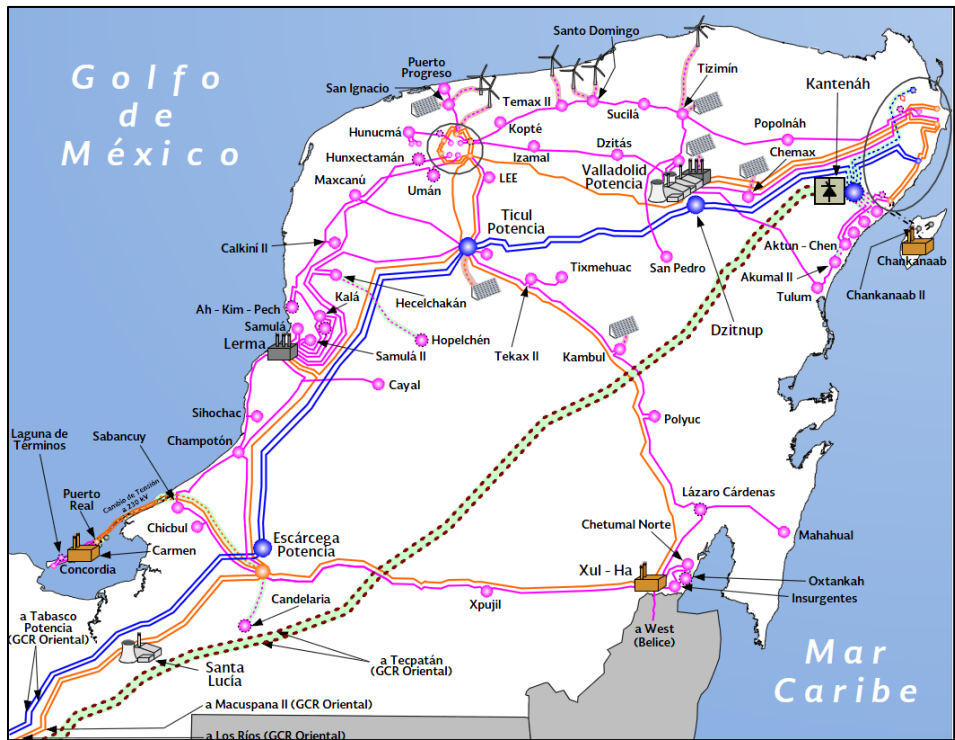 Golfo
de
México
Puerto
Progreso
San Ignacio
Santo Domingo
Temax II
Tizimín
Kantenáh
Sucilá
Hunucmá
Kopté
Popolnáh
Izamal
Dzitás
Chemax
Hunxectamán
Valladolid
Potencia
Umán
LEE
Maxcanú
Ticul
Potencia
Calkiní II
San Pedro
Aktun - Chen
Chankanaab
Akumal II
Tixmehuac
Tulum
Chankanaab II
Hecelchakán
Ah - Kim - Pech
Kalá
Samulá
Dzitnup
Lerma
Samulá II
Hopelchén
Tekax II
Kambul
Cayal
Sihochac
Polyuc
Laguna de
Términos
Sabancuy
Champotón
Puerto
Real
Cambio de Tensión
a 230 kV
Lázaro Cárdenas
Chicbul
Chetumal Norte
Mahahual
Escárcega
Potencia
Carmen
Concordia
Xul - Ha
Oxtankah
Candelaria
Xpujil
Insurgentes
a Tabasco
Potencia
(GCR Oriental)
a West
(Belice)
a Tecpatán
(GCR Oriental)
Santa
Lucía
Mar
Caribe
a Macuspana II (GCR Oriental)
a Los Ríos (GCR Oriental)